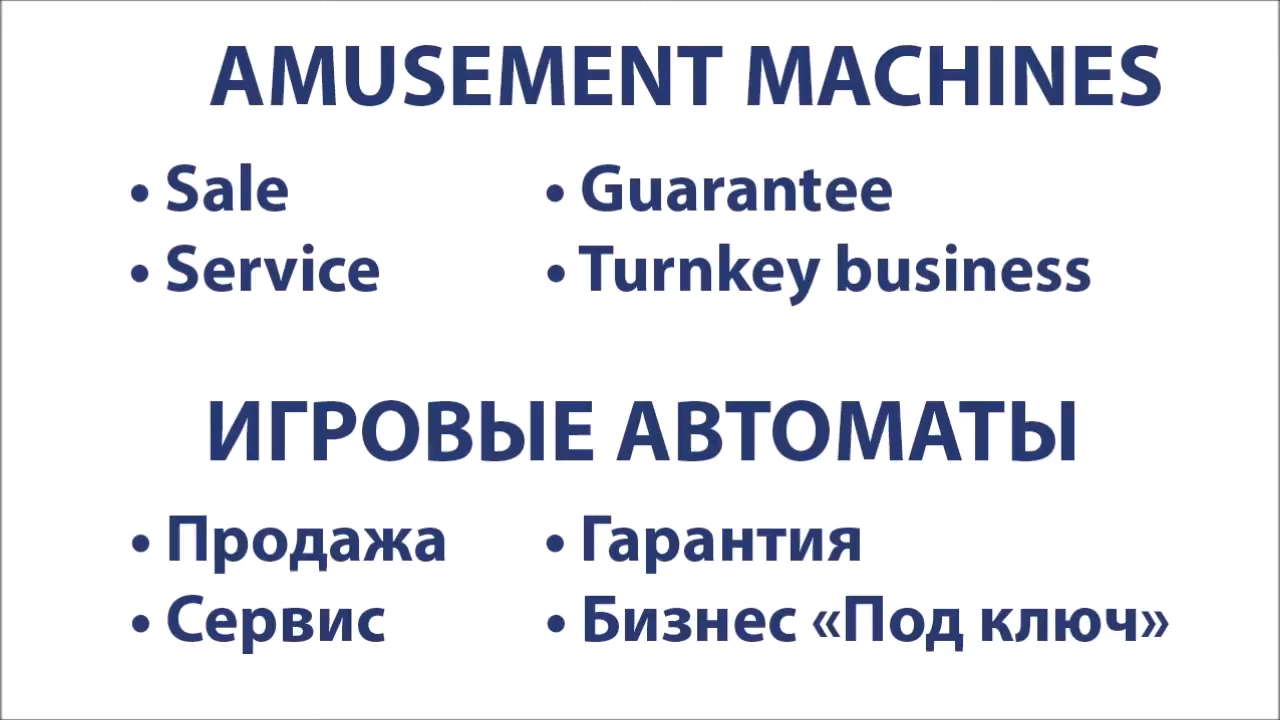 AMUSEMENT MACHINES
• Sale
• Service
• Guarantee
• Turnkey business
ИГРОВЫЕ АВТОМАТЫ
• Продажа
• Сервис
• Гарантия
• Бизнес «Под ключ»